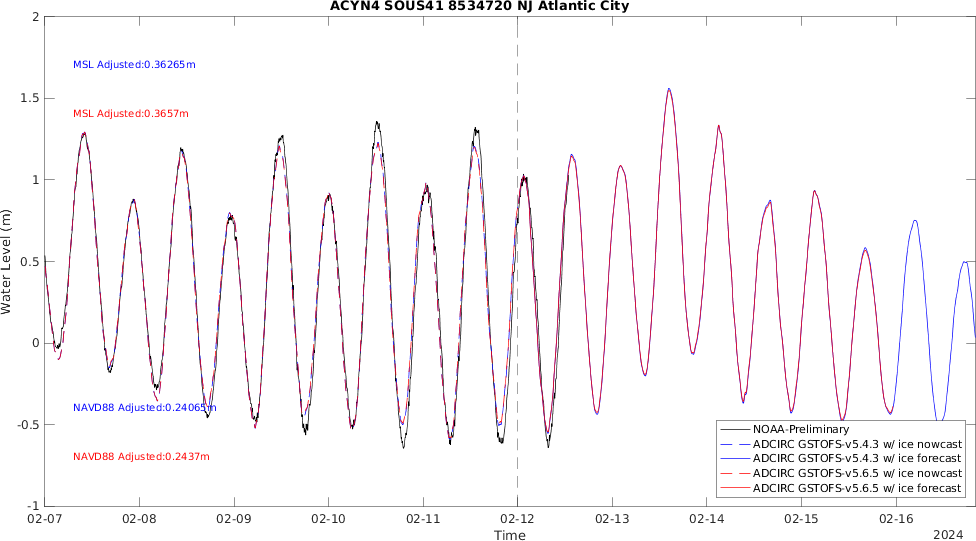 ACYN4 SOUS41 8534720 NJ Atlantic City
2
1.5
1
0.5
0
-0.5
-1
Water Level (m)
MSL Adjusted:0.36265m
MSL Adjusted:0.3657m
NAVD88 Adjusted:0.24065m
NAVD88 Adjusted:0.2437m
NOAA-Preliminary
ADCIRC GSTOFS-v5.4.3 w/ ice nowcast
ADCIRC GSTOFS-v5.4.3 w/ ice forecast
ADCIRC GSTOFS-v5.6.5 w/ ice nowcast
ADCIRC GSTOFS-v5.6.5 w/ ice forecast
02-07 02-08 02-09 02-10 02-11 02-12 02-13 02-14 02-15 02-16
Time
2024